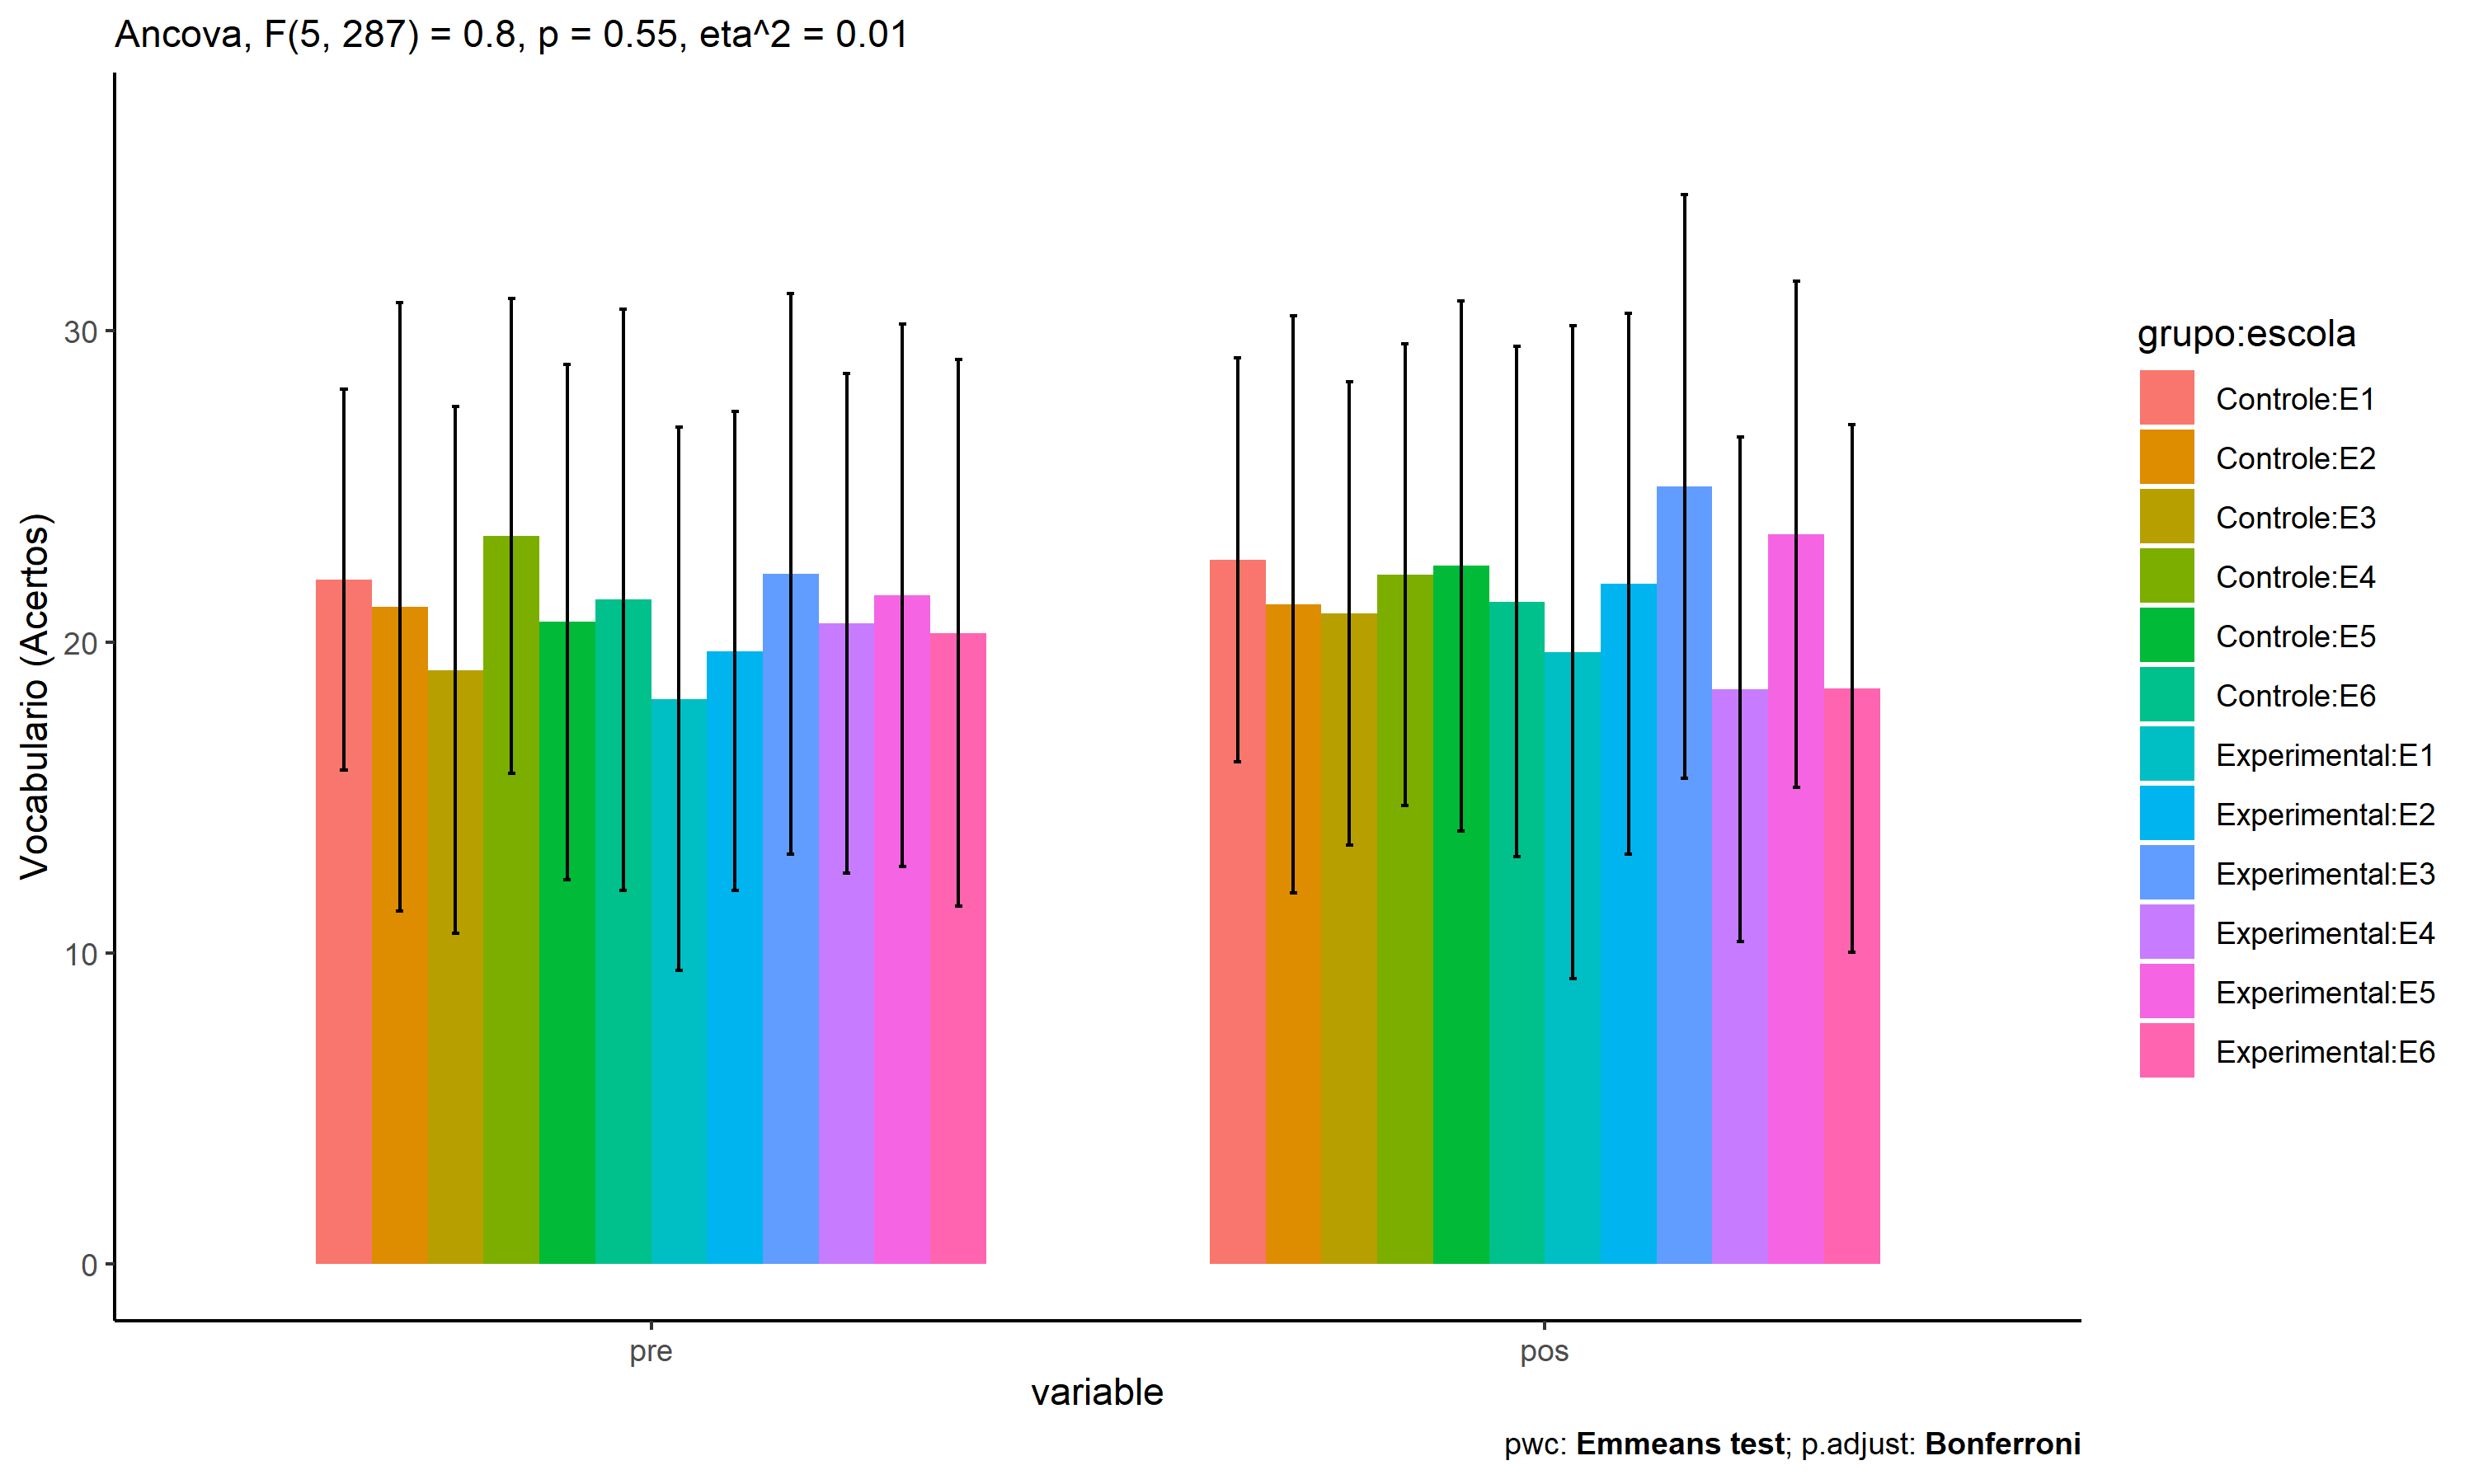 Ancova, F(5, 287) = 0.8, p = 0.55, eta^2 = 0.01
Vocabulario (Acertos)
30
20
10
0
pre
pos
variable
grupo:escola
Controle:E1
Controle:E2
Controle:E3
Controle:E4
Controle:E5
Controle:E6
Experimental:E1
Experimental:E2
Experimental:E3
Experimental:E4
Experimental:E5
Experimental:E6
pwc: Emmeans test; p.adjust: Bonferroni